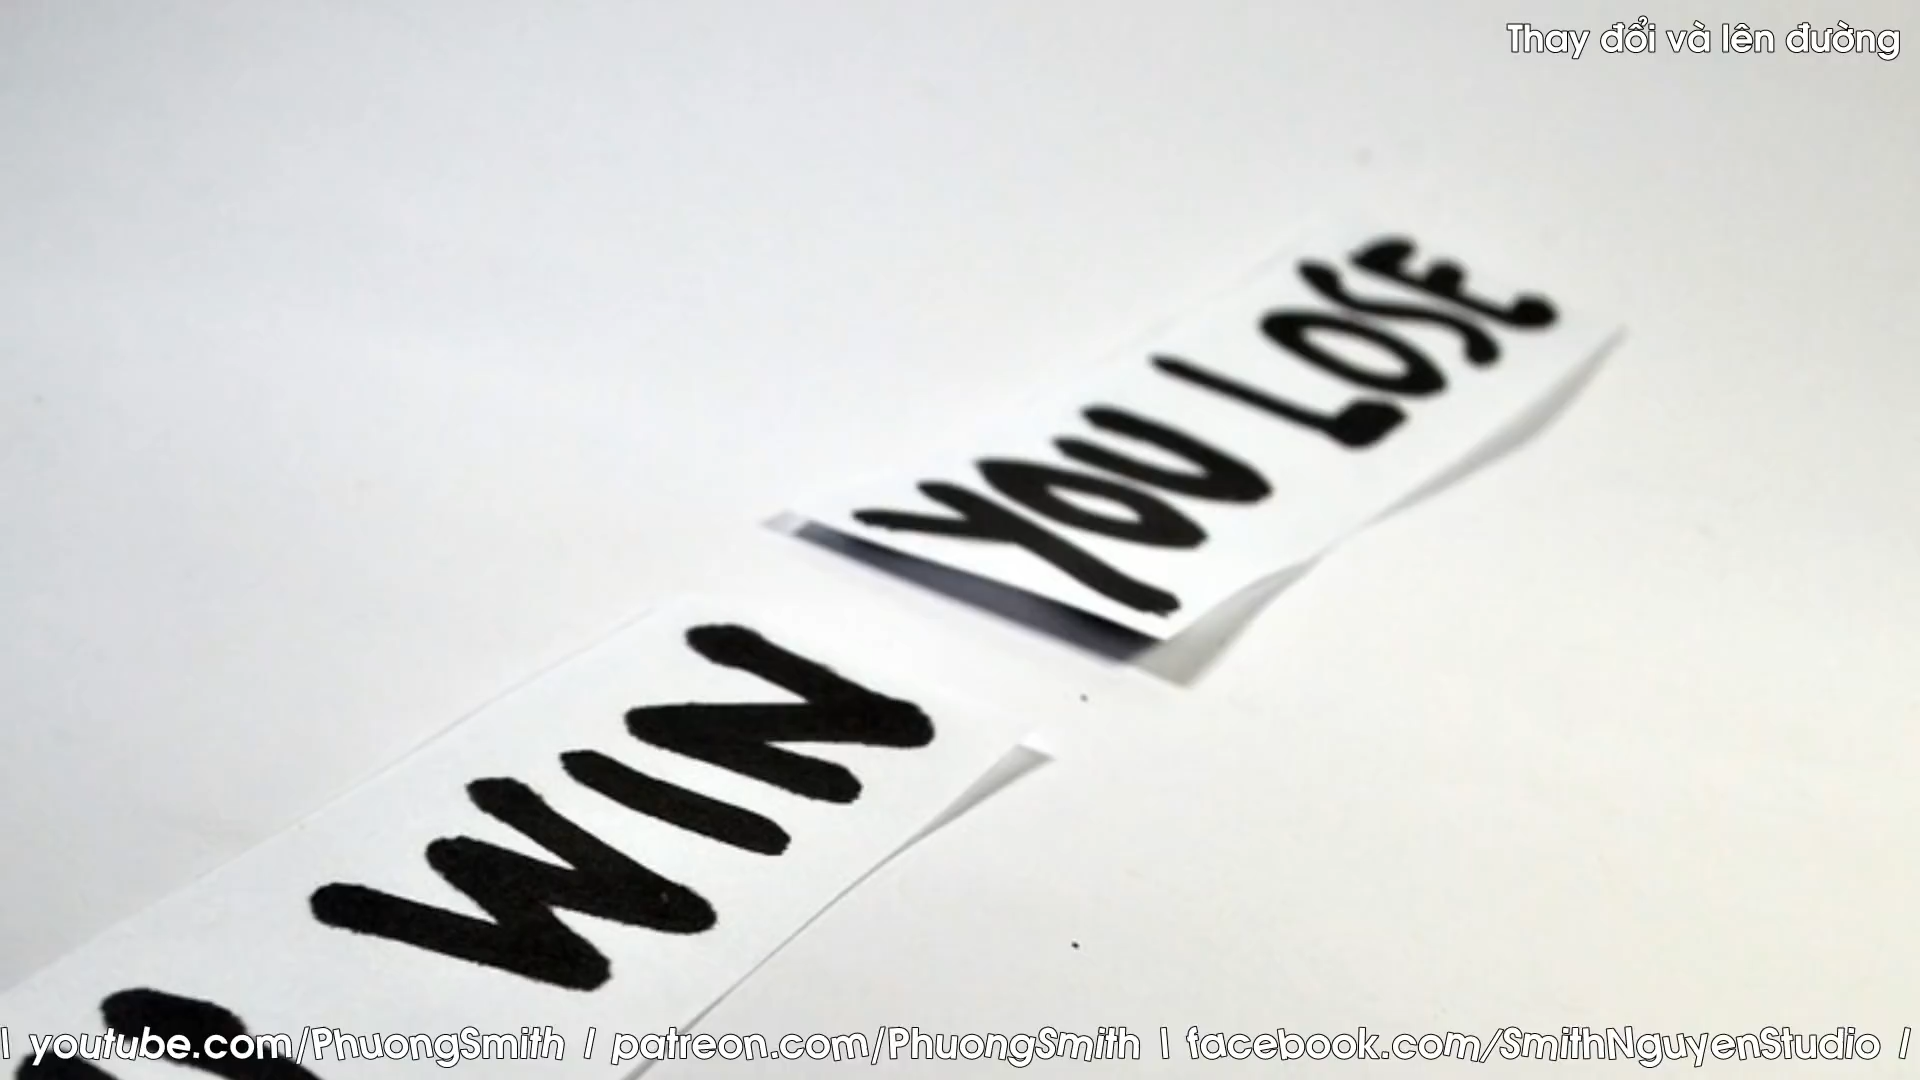 Thay đổi và lên đường
YOU LOSE
WIN
| youtube.com/PhuongSmith | patreon.com/PhuongSmith | facebook.com/SmithNguyenStudio |